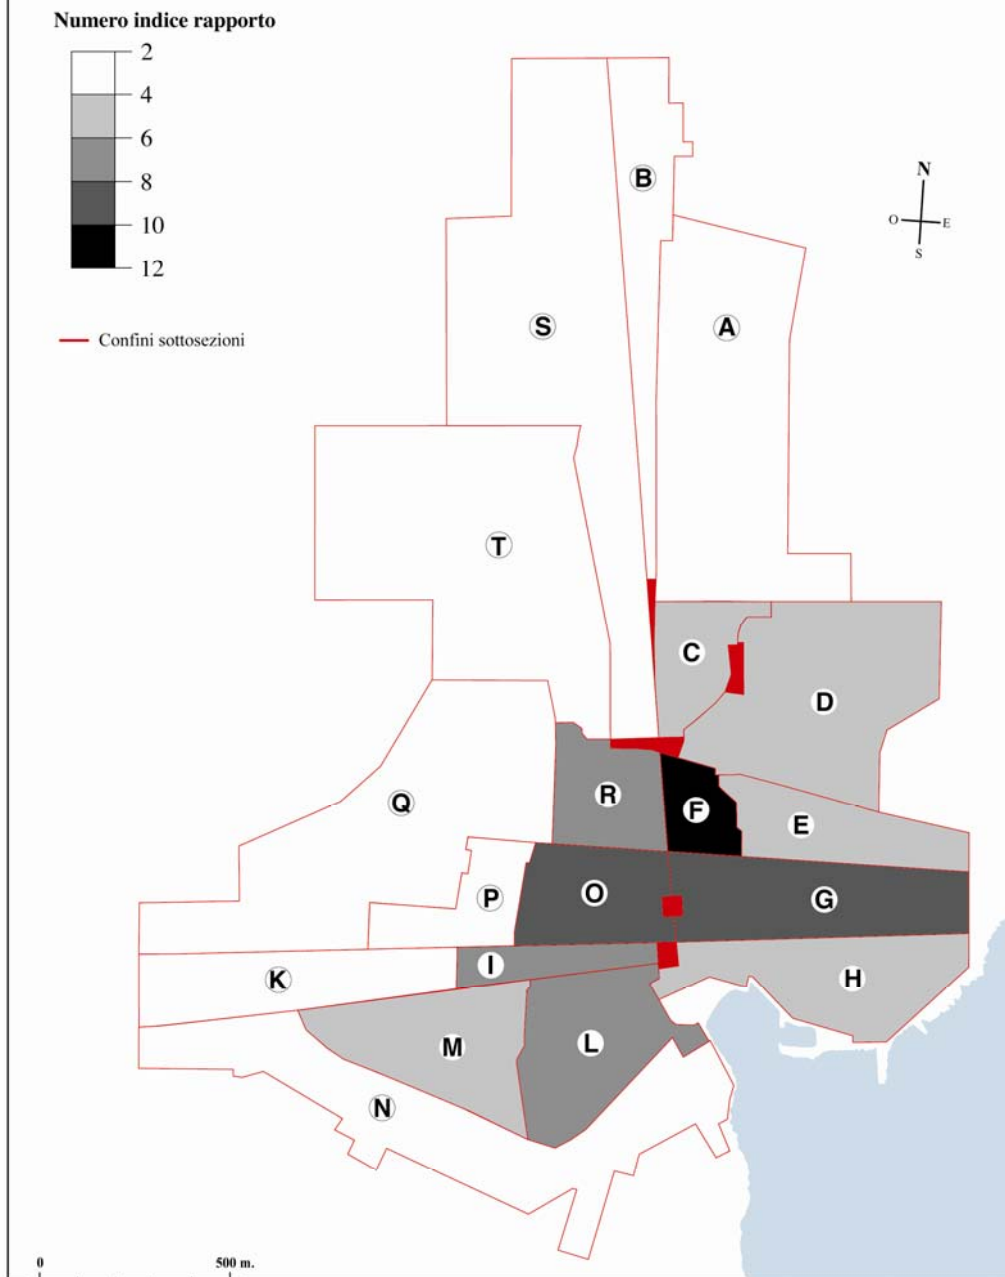 Numero indice rapporto
2
4
6
8
10
12
Confini sottosezioni
N
O E
S
B
S
A
T
C
D
Q
R
F
E
P
O
G
I
K
H
M
L
N
0 500 m.